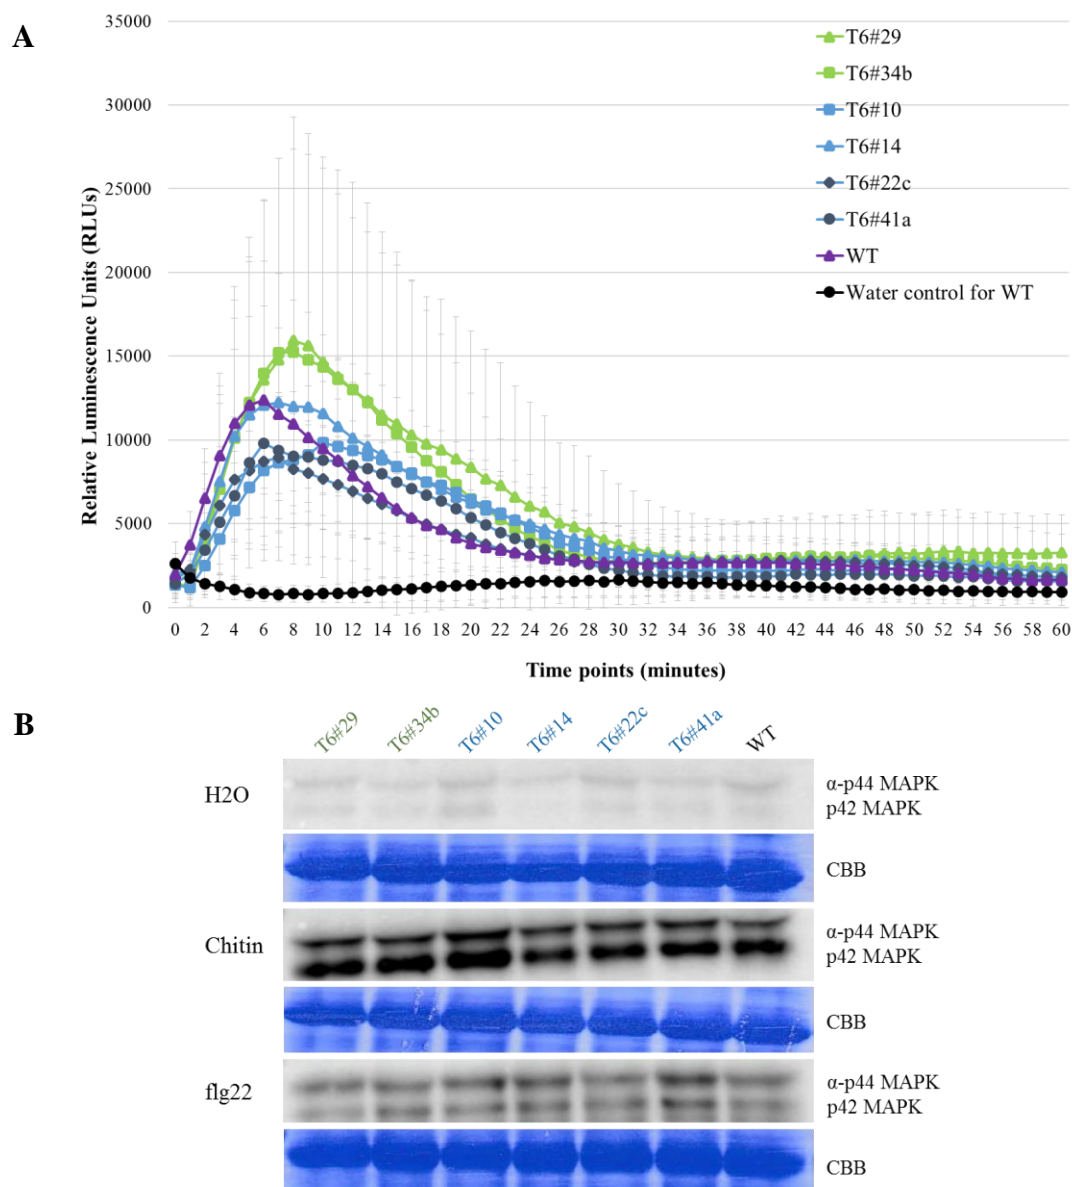 A
35000
30000
25000
20000
15000
10000
5000
0
Relative Luminescence Units (RLUs)
T6#29
T6#34b
T6#10
T6#14
T6#22c
T6#41a
WT
Water control for WT
0 2 4 6 8 10 12 14 16 18 20 22 24 26 28 30 32 34 36 38 40 42 44 46 48 50 52 54 56 58 60
Time points (minutes)
B
T6#29 T6#34b T6#10 T6#14 T6#22c T6#41a WT
H2O
α-p44 MAPK
p42 MAPK
CBB
Chitin
α-p44 MAPK
p42 MAPK
CBB
flg22
α-p44 MAPK
p42 MAPK
CBB